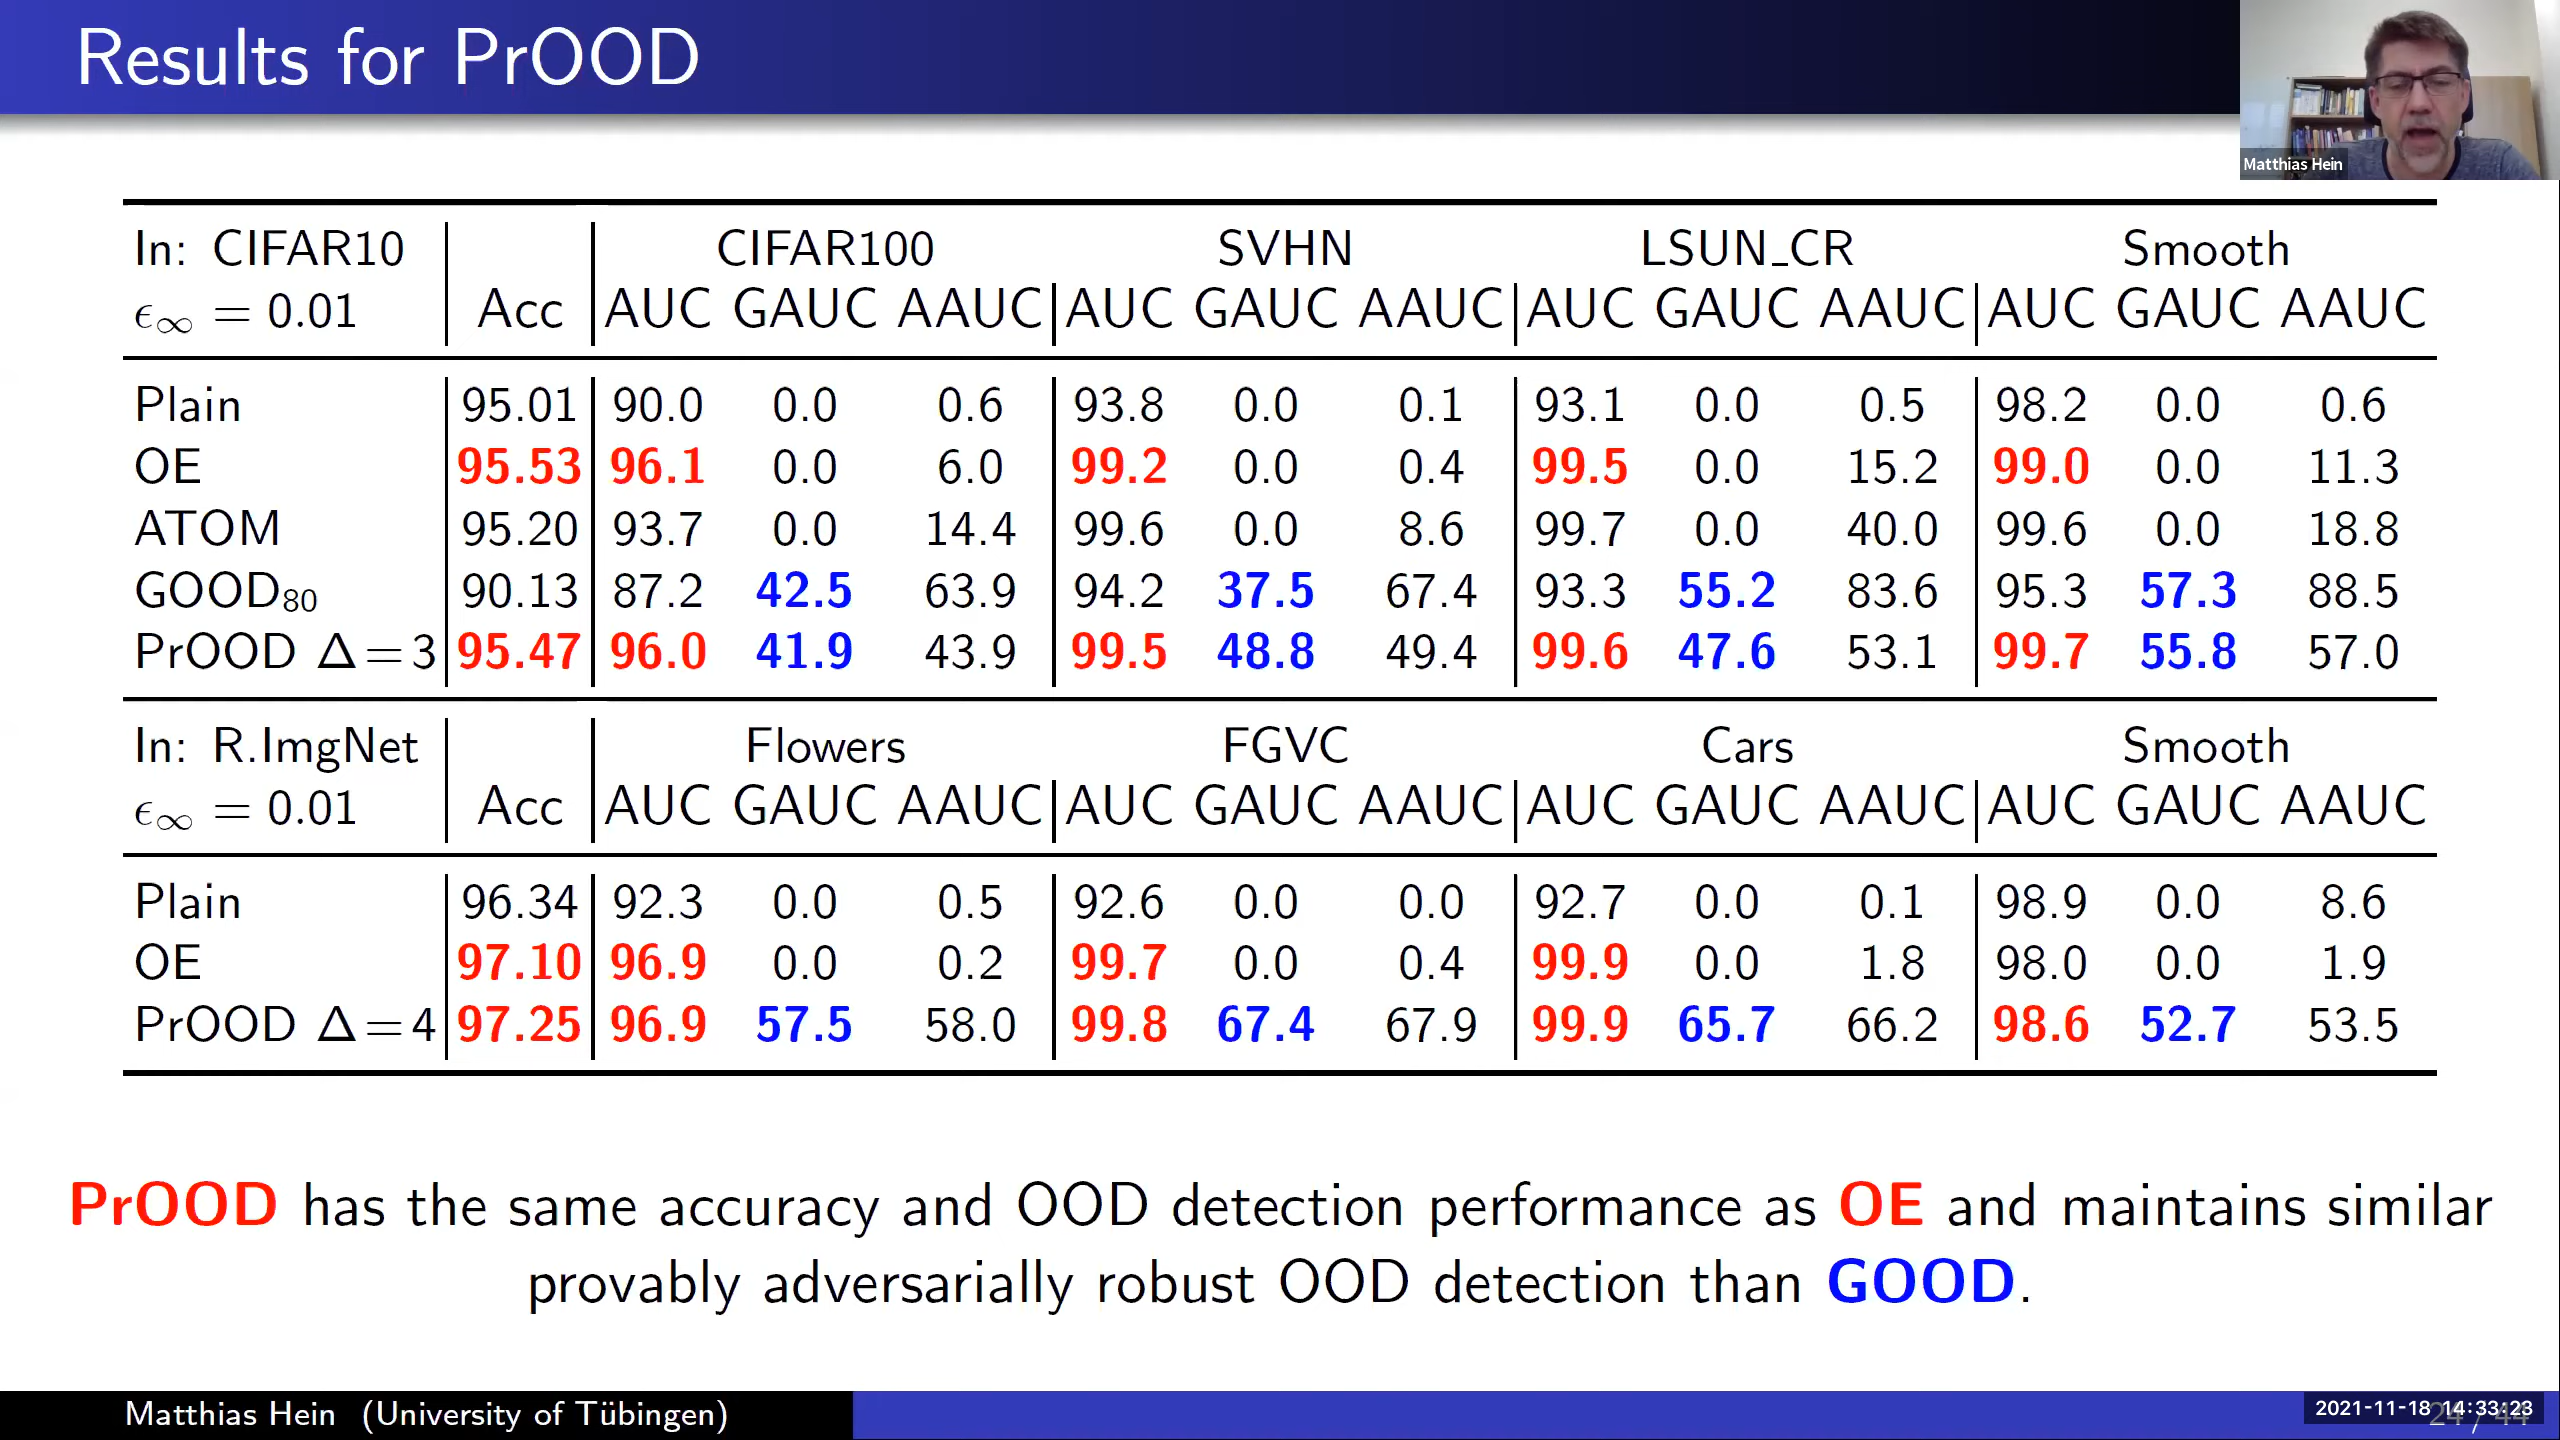 Results for PrOOD
Matthias Hein
In: CIFAR10 CIFAR100 SVHN LSUN_CR Smooth
ϵ∞ = 0.01 Acc AUC GAUC AAUC AUC GAUC AAUC AUC GAUC AAUC AUC GAUC AAUC
Plain 95.01 90.0 0.0 0.6 93.8 0.0 0.1 93.1 0.0 0.5 98.2 0.0 0.6
OE 95.53 96.1 0.0 6.0 99.2 0.0 0.4 99.5 0.0 15.2 99.0 0.0 11.3
ATOM 95.20 93.7 0.0 14.4 99.6 0.0 8.6 99.7 0.0 40.0 99.6 0.0 18.8
GOOD80 90.13 87.2 42.5 63.9 94.2 37.5 67.4 93.3 55.2 83.6 95.3 57.3 88.5
PrOOD Δ=3 95.47 96.0 41.9 43.9 99.5 48.8 49.4 99.6 47.6 53.1 99.7 55.8 57.0
In: R.ImgNet Flowers FGVC Cars Smooth
ϵ∞ = 0.01 Acc AUC GAUC AAUC AUC GAUC AAUC AUC GAUC AAUC AUC GAUC AAUC
Plain 96.34 92.3 0.0 0.5 92.6 0.0 0.0 92.7 0.0 0.1 98.9 0.0 8.6
OE 97.10 96.9 0.0 0.2 99.7 0.0 0.4 99.9 0.0 1.8 98.0 0.0 1.9
PrOOD Δ=4 97.25 96.9 57.5 58.0 99.8 67.4 67.9 99.9 65.7 66.2 98.6 52.7 53.5
PrOOD has the same accuracy and OOD detection performance as OE and maintains similar
provably adversarially robust OOD detection than GOOD.
Matthias Hein (University of Tübingen)
2021-11-18 14:33:23
24 / 44